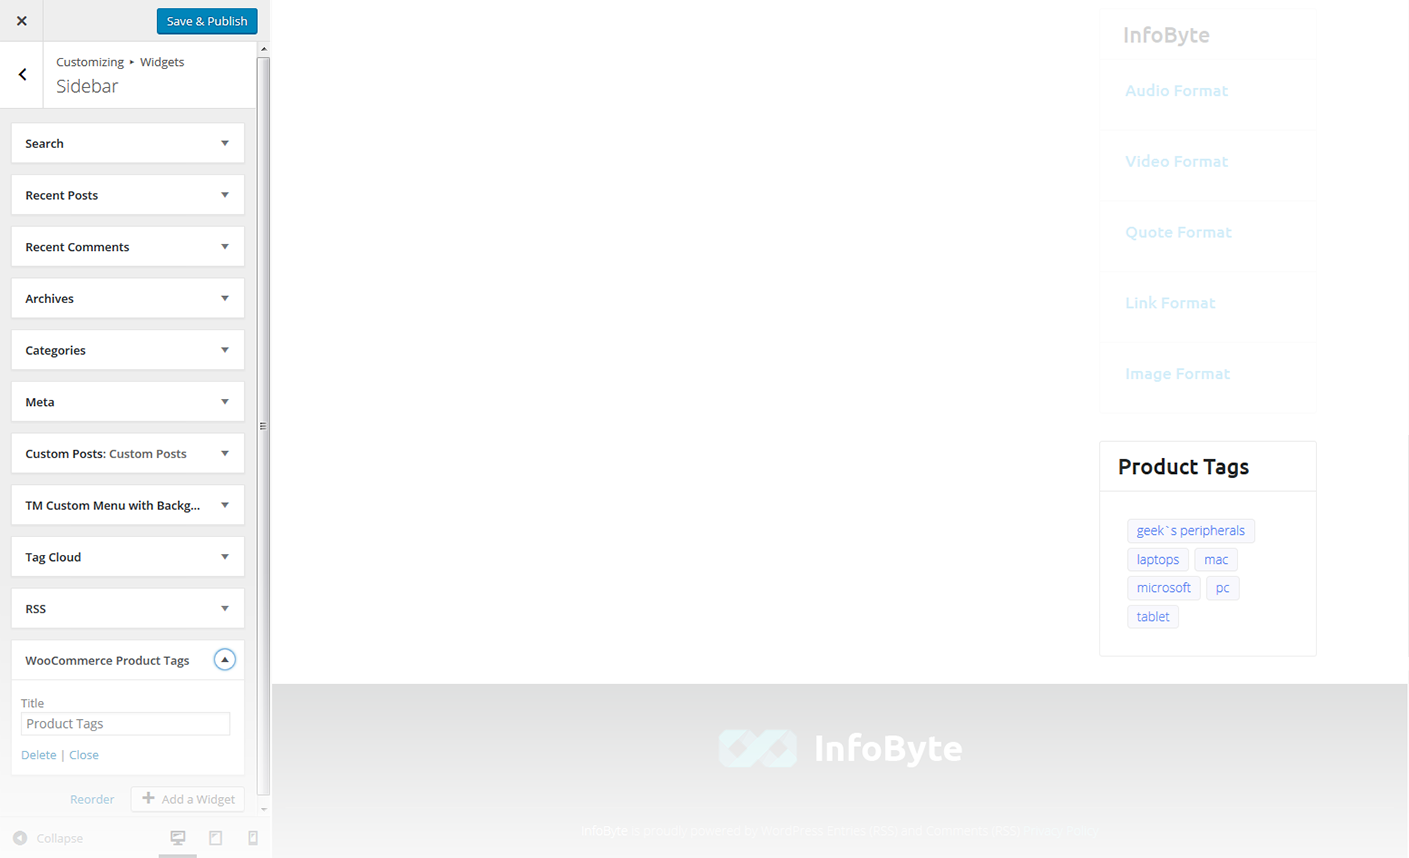 Save & Publish
Customizing ▸ Widgets
Sidebar
Search
Recent Posts
Recent Comments
Archives
Categories
Meta
Custom Posts: Custom Posts
TM Custom Menu with Backg...
Tag Cloud
RSS
WooCommerce Product Tags
Title
Product Tags
Delete | Close
Reorder
Add a Widget
Collapse
InfoByte
Audio Format
Video Format
Quote Format
Link Format
Image Format
Product Tags
geek`s peripherals
laptops mac
microsoft pc
tablet
InfoByte
InfoByte is proudly powered by WordPress Entries (RSS) and Comments (RSS) Privacy Policy